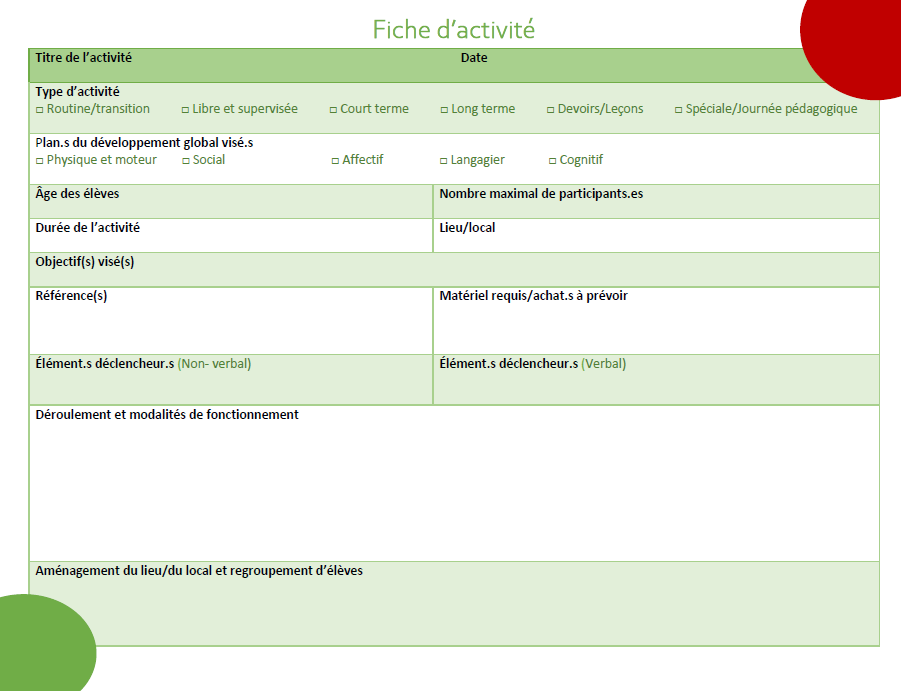 Fiche d'activité
Titre de l'activité Date
Type d'activité
□ Routine/transition □ Libre et supervisée □ Court terme □ Long terme □ Devoirs/Leçons □ Spéciale/Journée pédagogique
Plan.s du développement global visé.s
□ Physique et moteur □ Social □ Affectif □ Langagier □ Cognitif
Âge des élèves Nombre maximal de participants.es
Durée de l'activité Lieu/local
Objectif(s) visé(s)
Référence(s) Matériel requis/achat.s à prévoir
Élément.s déclencheur.s (Non- verbal) Élément.s déclencheur.s (Verbal)
Déroulement et modalités de fonctionnement
Aménagement du lieu/du local et regroupement d'élèves